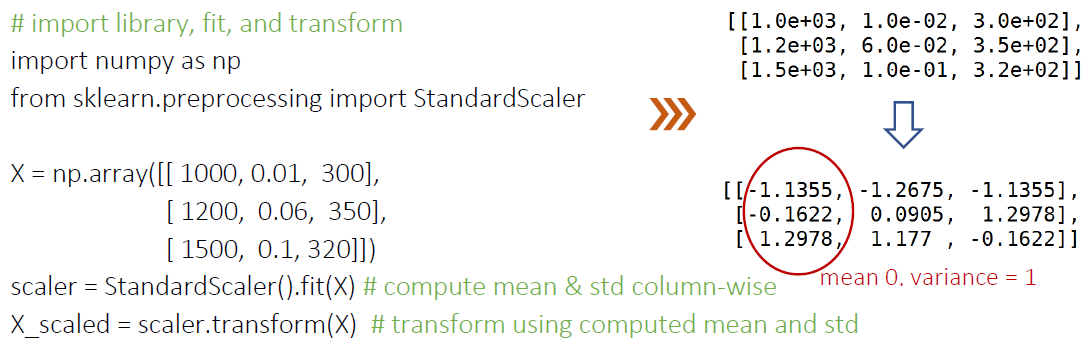 # import library, fit, and transform
import numpy as np
from sklearn.preprocessing import StandardScaler
X = np.array([[ 1000, 0.01,  300],
[ 1200,  0.06,  350],
[ 1500,  0.1, 320]])
scaler = StandardScaler().fit(X) # compute mean & std column-wise
X_scaled = scaler.transform(X)  # transform using computed mean and std
[[1.0e+03, 1.0e-02, 3.0e+02],
[1.2e+03, 6.0e-02, 3.5e+02],
[1.5e+03, 1.0e-01, 3.2e+02]]
[[-1.1355, -1.2675, -1.1355],
[-0.1622,  0.0905,  1.2978],
[ 1.2978,  1.177 , -0.1622]]
mean 0, variance = 1